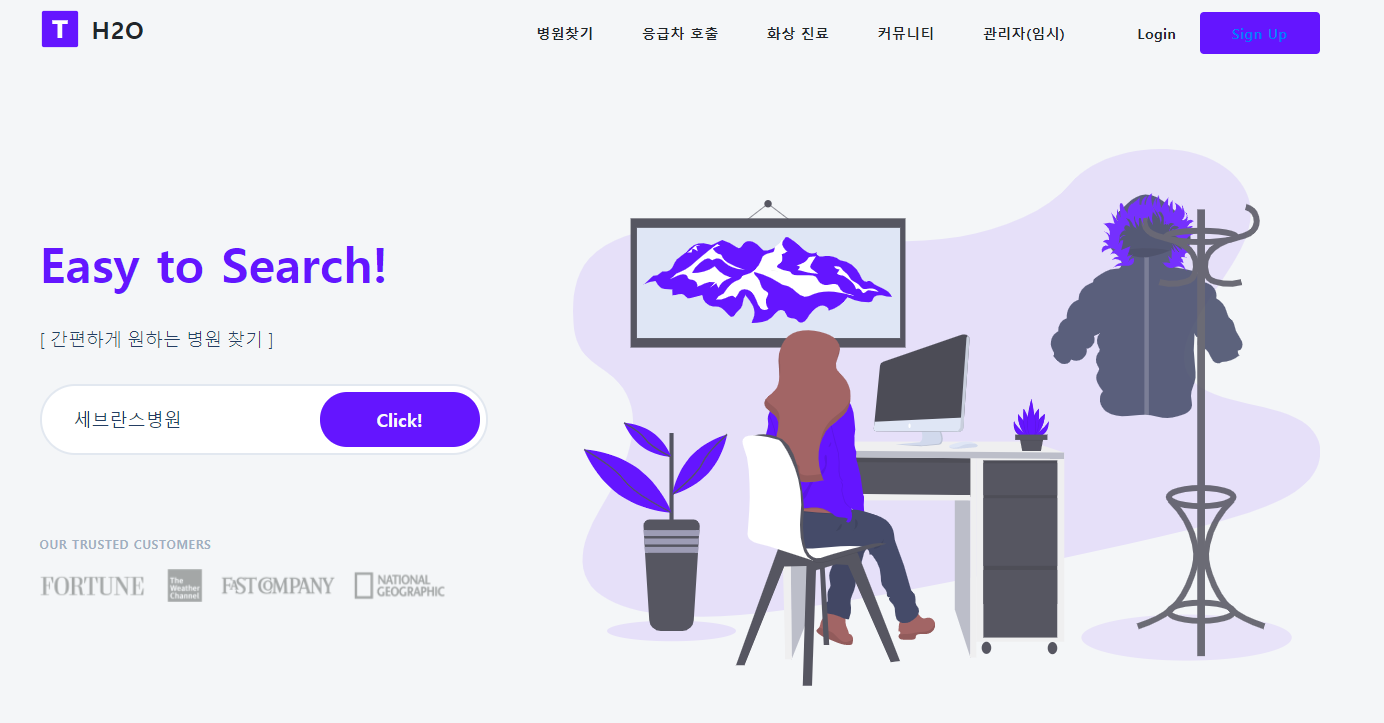 T H2O
병원찾기 응급차 호출 화상 진료 커뮤니티 관리자(임시) Login Sign Up
Easy to Search!
[ 간편하게 원하는 병원 찾기 ]
세브란스병원 Click!
OUR TRUSTED CUSTOMERS
FORTUNE The Weather Channel FAST COMPANY NATIONAL GEOGRAPHIC